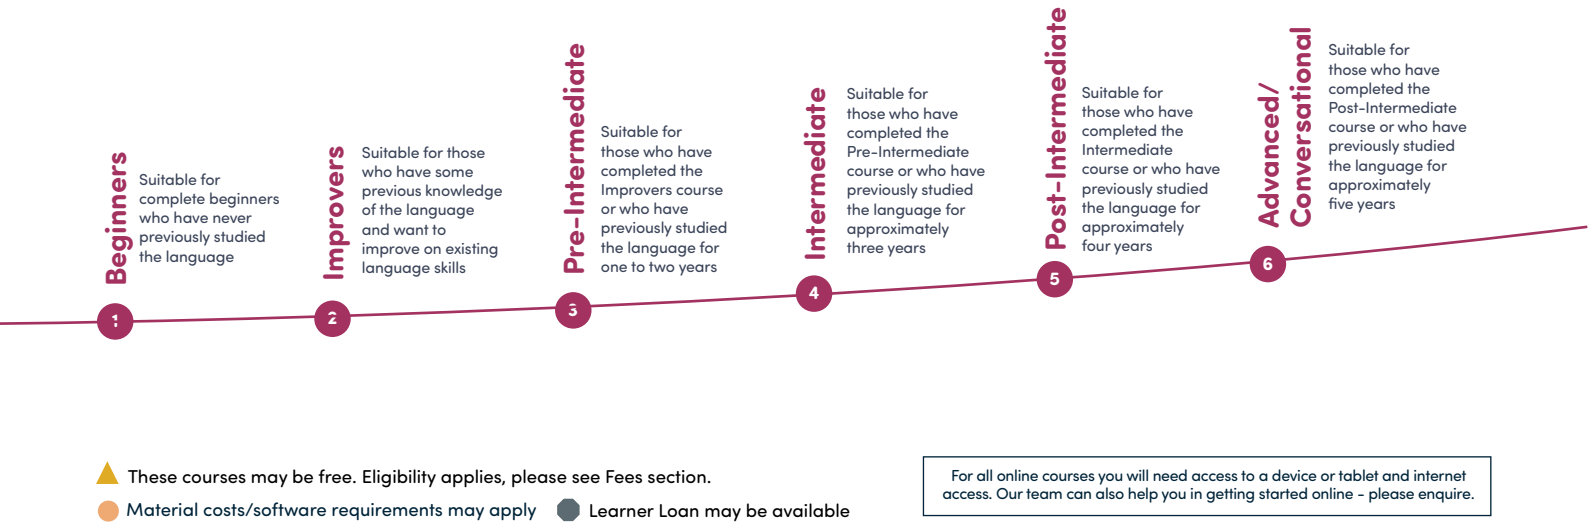 Beginners
Suitable for
complete beginners
who have never
previously studied
the language
1
Improvers
Suitable for those
who have some
previous knowledge
of the language
and want to
improve on existing
language skills
2
Pre-Intermediate
Suitable for
those who have
completed the
Improvers course
or who have
previously studied
the language for
one to two years
3
Intermediate
Suitable for
those who have
completed the
Pre-Intermediate
course or who have
previously studied
the language for
approximately
three years
4
Post-Intermediate
Suitable for
those who have
completed the
Intermediate
course or who have
previously studied
the language for
approximately
four years
5
Advanced/
Conversational
Suitable for
those who have
completed the
Post-Intermediate
course or who have
previously studied
the language for
approximately
five years
6
These courses may be free. Eligibility applies, please see Fees section.
Material costs/software requirements may apply
Learner Loan may be available
For all online courses you will need access to a device or tablet and internet
access. Our team can also help you in getting started online - please enquire.